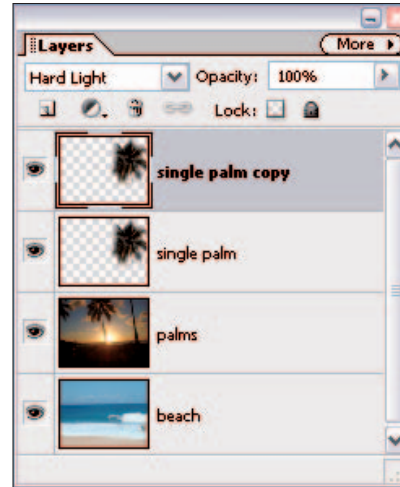 Layers More
Hard Light Opacity: 100%
Lock:
single palm copy
single palm
palms
beach